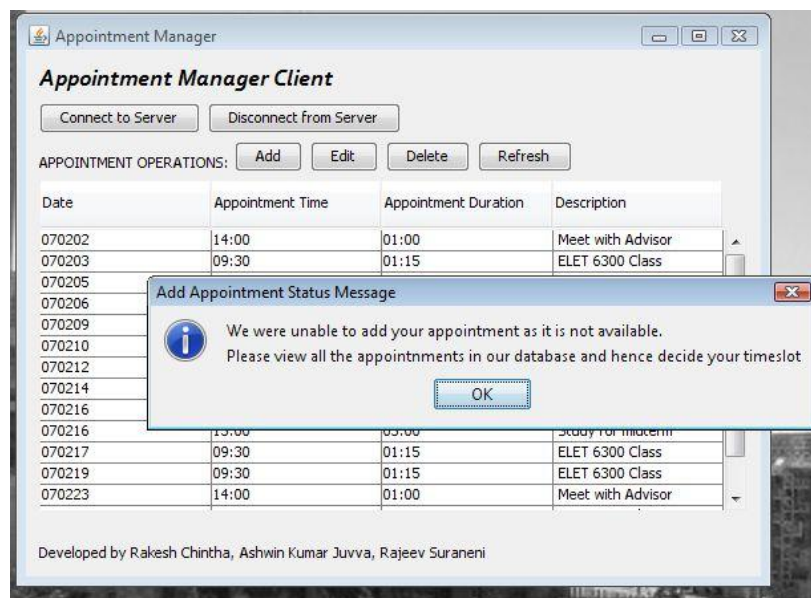 Appointment Manager
Appointment Manager Client
Connect to Server Disconnect from Server
APPOINTMENT OPERATIONS: Add Edit Delete Refresh
Date Appointment Time Appointment Duration Description
070202 14:00 01:00 Meet with Advisor
070203 09:30 01:15 ELET 6300 Class
070205
070206
070209
070210
070212
070214
070216
070216 Study for midterm
070217 09:30 01:15 ELET 6300 Class
070219 09:30 01:15 ELET 6300 Class
070223 14:00 01:00 Meet with Advisor
Add Appointment Status Message
We were unable to add your appointment as it is not available.
Please view all the appointnments in our database and hence decide your timeslot
OK
Developed by Rakesh Chintha, Ashwin Kumar Juvva, Rajeev Suraneni